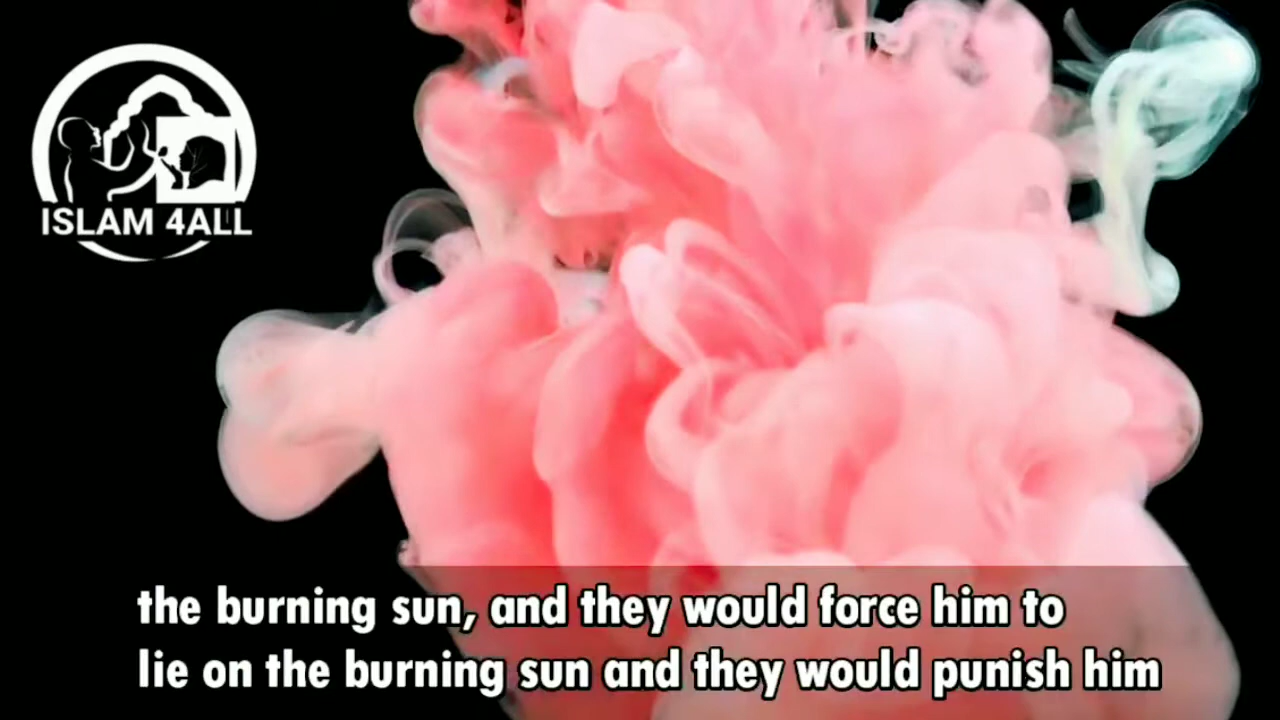 ISLAM 4ALL
the burning sun, and they would force him to
lie on the burning sun and they would punish him